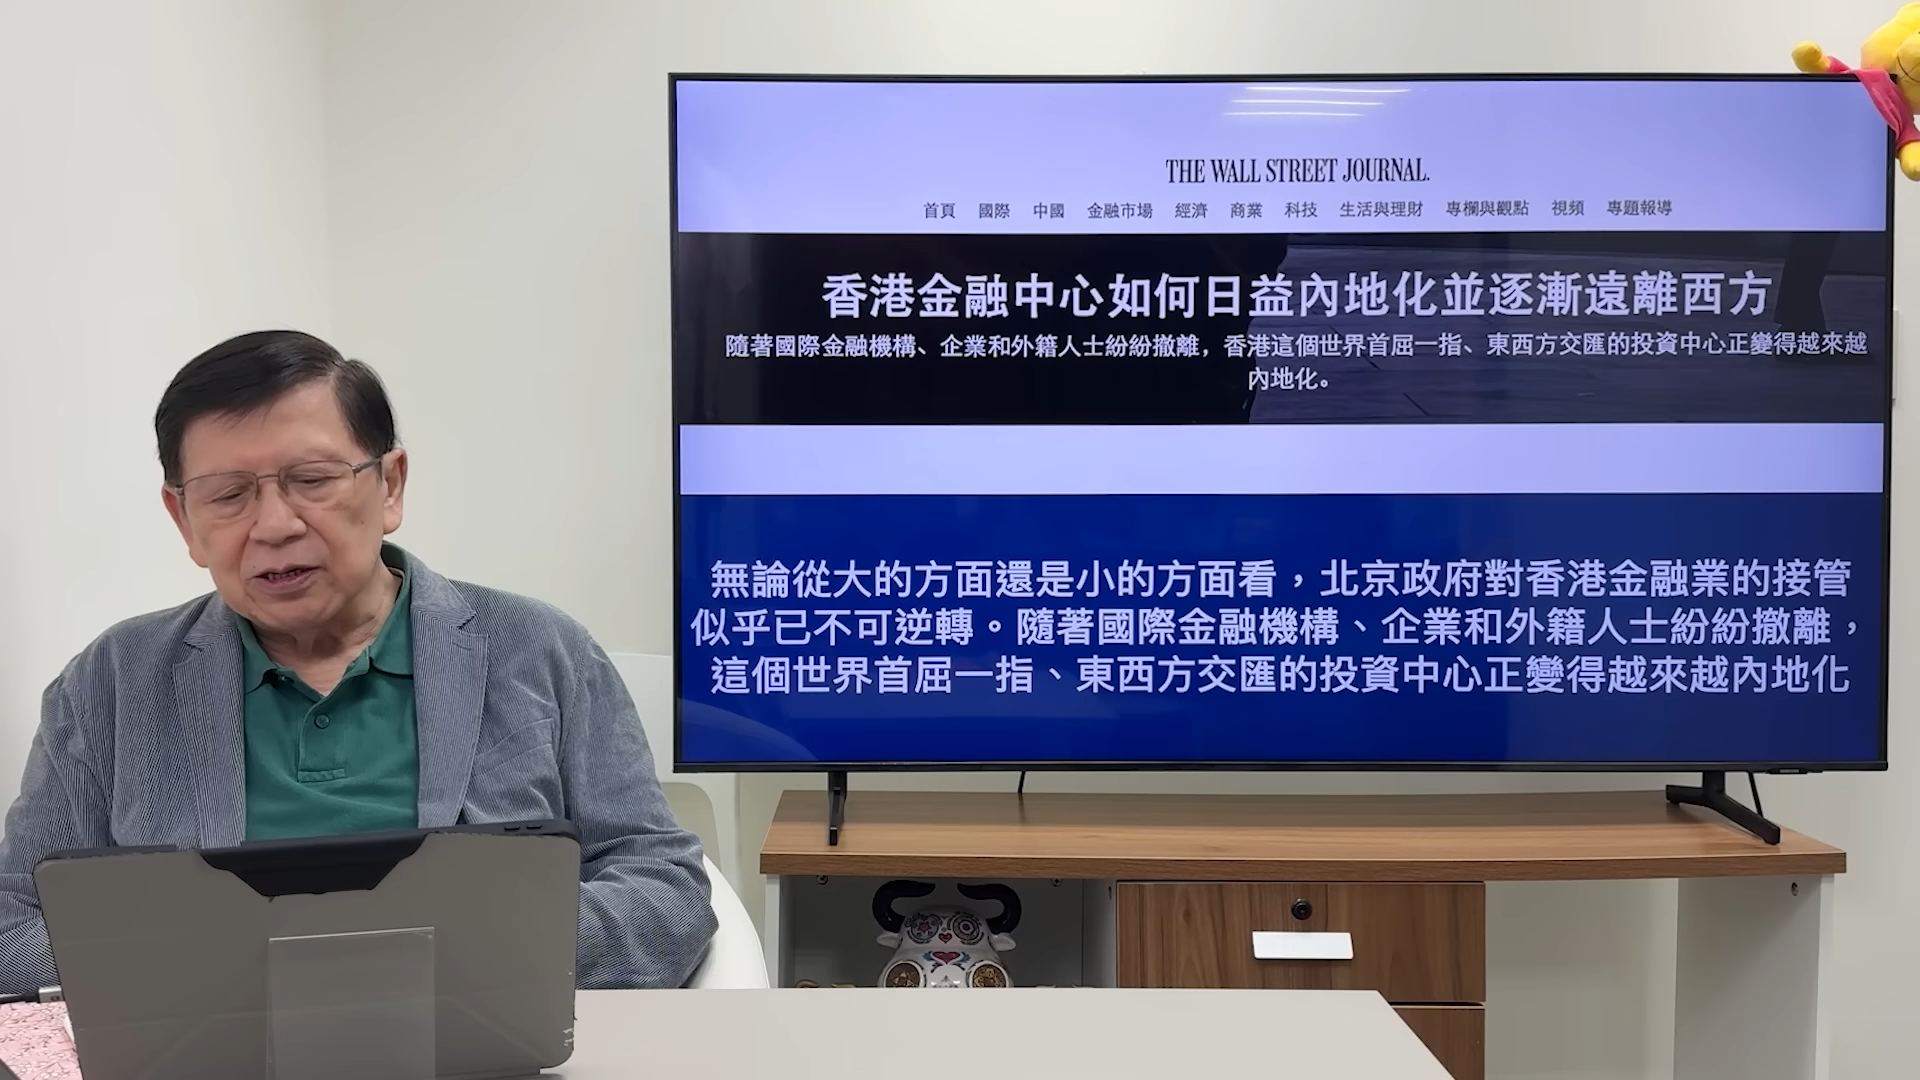 THE WALL STREET JOURNAL.
首頁 國際 中國 金融市場 經濟 商業 科技 生活與理財 專欄與觀點 視頻 專題報導
香港金融中心如何日益內地化並逐漸遠離西方
隨著國際金融機構、企業和外籍人士紛紛撤離，香港這個世界首屈一指、東西方交匯的投資中心正變得越來越
內地化。
無論從大的方面還是小的方面看，北京政府對香港金融業的接管
似乎已不可逆轉。隨著國際金融機構、企業和外籍人士紛紛撤離，
這個世界首屈一指、東西方交匯的投資中心正變得越來越內地化